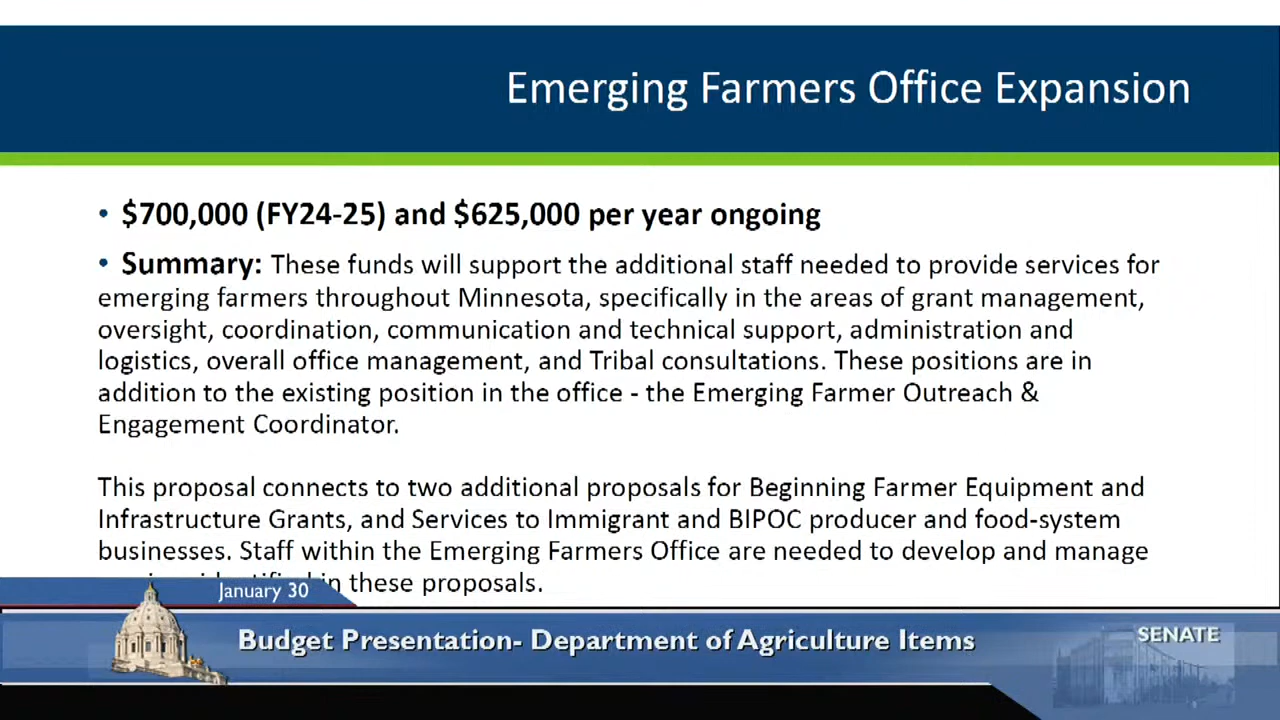 Emerging Farmers Office Expansion
• $700,000 (FY24-25) and $625,000 per year ongoing
• Summary: These funds will support the additional staff needed to provide services for
emerging farmers throughout Minnesota, specifically in the areas of grant management,
oversight, coordination, communication and technical support, administration and
logistics, overall office management, and Tribal consultations. These positions are in
addition to the existing position in the office - the Emerging Farmer Outreach &
Engagement Coordinator.
This proposal connects to two additional proposals for Beginning Farmer Equipment and
Infrastructure Grants, and Services to Immigrant and BIPOC producer and food-system
businesses. Staff within the Emerging Farmers Office are needed to develop and manage
in these proposals.
January 30
Budget Presentation- Department of Agriculture Items
SENATE